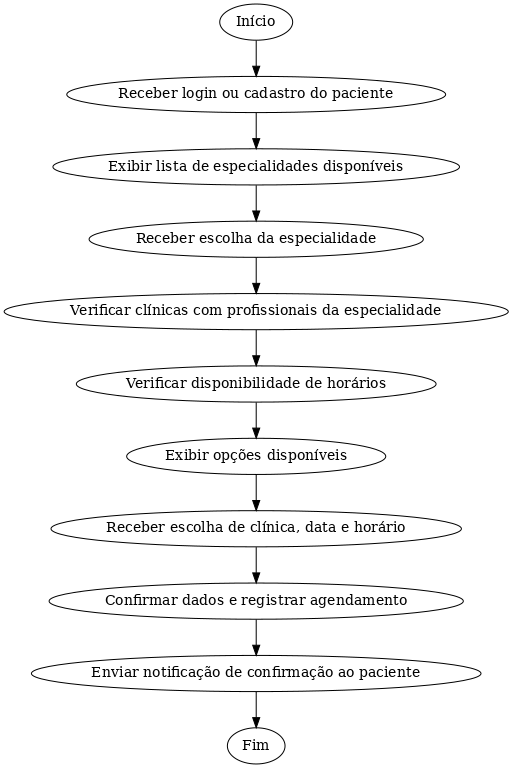 Início
Receber login ou cadastro do paciente
Exibir lista de especialidades disponíveis
Receber escolha da especialidade
Verificar clínicas com profissionais da especialidade
Verificar disponibilidade de horários
Exibir opções disponíveis
Receber escolha de clínica, data e horário
Confirmar dados e registrar agendamento
Enviar notificação de confirmação ao paciente
Fim